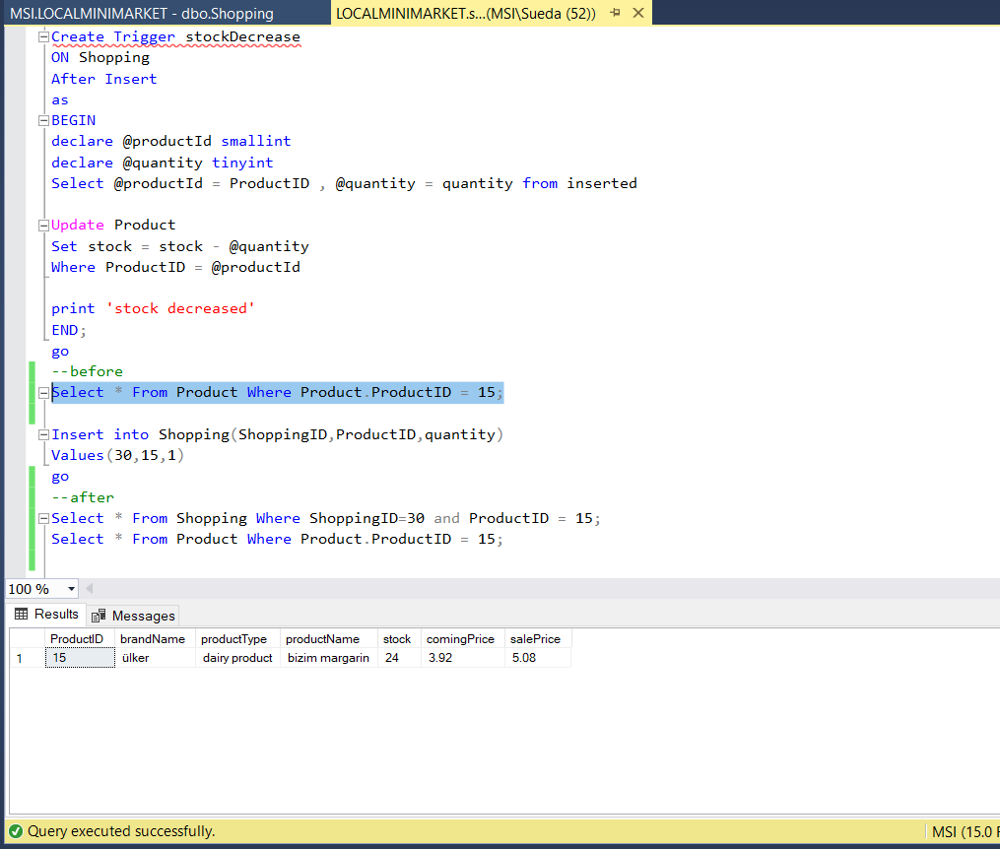 MSI.LOCALMINIMARKET - dbo.Shopping LOCALMINIMARKET.s...(MSI\Sueda (52))
Create Trigger stockDecrease
ON Shopping
After Insert
as
BEGIN
declare @productId smallint
declare @quantity tinyint
Select @productId = ProductID , @quantity = quantity from inserted
Update Product
Set stock = stock - @quantity
Where ProductID = @productId
print 'stock decreased'
END;
go
--before
Select * From Product Where Product.ProductID = 15;
Insert into Shopping(ShoppingID,ProductID,quantity)
Values(30,15,1)
go
--after
Select * From Shopping Where ShoppingID=30 and ProductID = 15;
Select * From Product Where Product.ProductID = 15;
100 %
Results Messages
ProductID brandName productType productName stock comingPrice salePrice
1 15 ülker dairy product bizim margarin 24 3.92 5.08
Query executed successfully. MSI (15.0